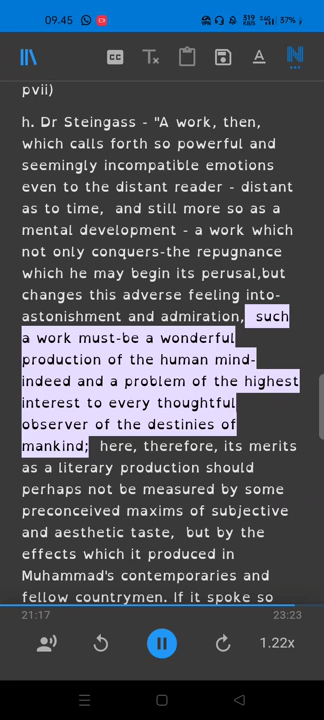 09.45
319 KB/S
4G
37%
CC
T×
A
N
pvii)
h. Dr Steingass - "A work, then,
which calls forth so powerful and
seemingly incompatible emotions
even to the distant reader - distant
as to time,  and still more so as a
mental development - a work which
not only conquers-the repugnance
which he may begin its perusal,but
changes this adverse feeling into-
astonishment and admiration,  such
a work must-be a wonderful
production of the human mind-
indeed and a problem of the highest
interest to every thoughtful
observer of the destinies of
mankind;  here, therefore, its merits
as a literary production should
perhaps not be measured by some
preconceived maxims of subjective
and aesthetic taste,  but by the
effects which it produced in
Muhammad's contemporaries and
fellow countrymen. If it spoke so
21:17
23:23
1.22x